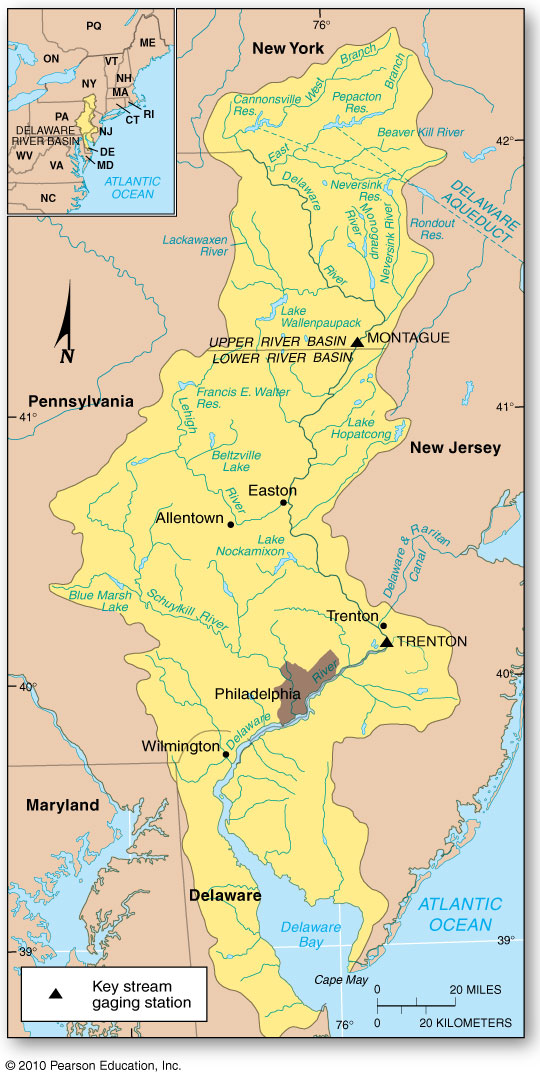 PQ
ME
ON
VT
NY
NH
MA
RI
CT
PA
DELAWARE
RIVER BASIN
NJ
DE
WV
MD
VA
ATLANTIC
OCEAN
NC
76°
New York
West
Branch
Branch
Cannonsville
Res.
Pepacton
Res.
Beaver Kill River
42°
East
Delaware
River
Neversink
Res.
Mongaup
River
Neversink River
DELAWARE
AQUEDUCT
Rondout
Res.
Lackawaxen
River
Lake
Wallenpaupack
UPPER RIVER BASIN
LOWER RIVER BASIN
MONTAGUE
N
Pennsylvania
41°
41°
Francis E. Walter
Res.
Lehigh
River
Lake
Hopatcong
New Jersey
Beltzville
Lake
Easton
Allentown
Lake
Nockamixon
Delaware & Raritan
Canal
Blue Marsh
Lake
Schuylkill River
Trenton
TRENTON
40°
40°
River
Philadelphia
Delaware
Wilmington
Maryland
Delaware
ATLANTIC
OCEAN
Delaware
Bay
39°
39°
Cape May
Key stream
gaging station
0 20 MILES
0 20 KILOMETERS
76°
© 2010 Pearson Education, Inc.